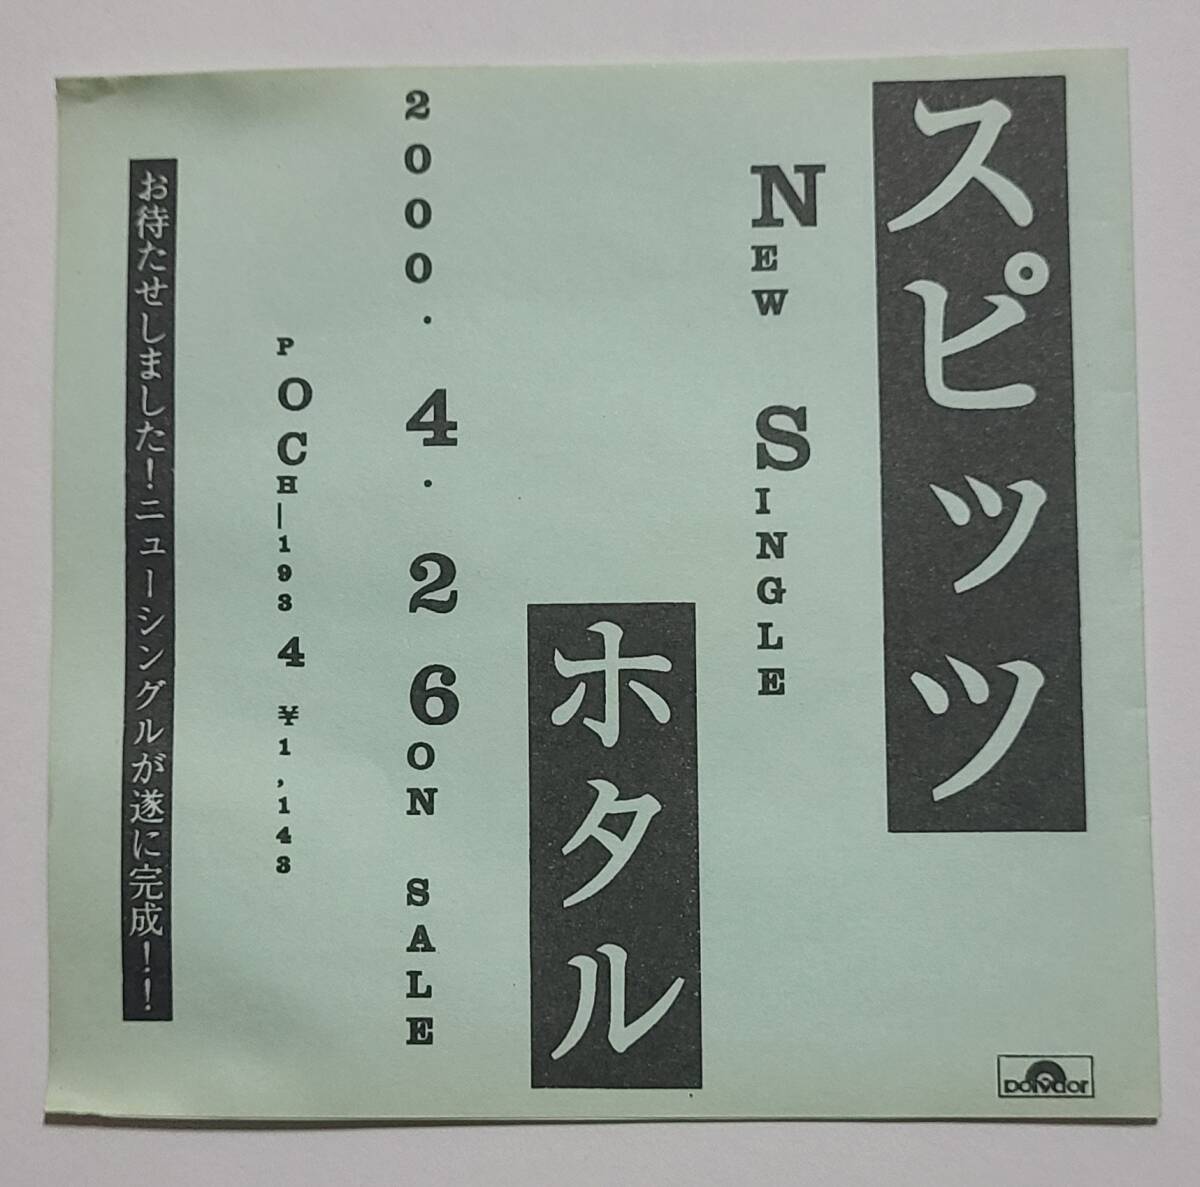 スピッツ
NEW SINGLE
ホタル
2000.4.26 ON SALE
POCH-1934 ¥1,143
お待たせしました!ニューシングルが遂に完成!!
polydor